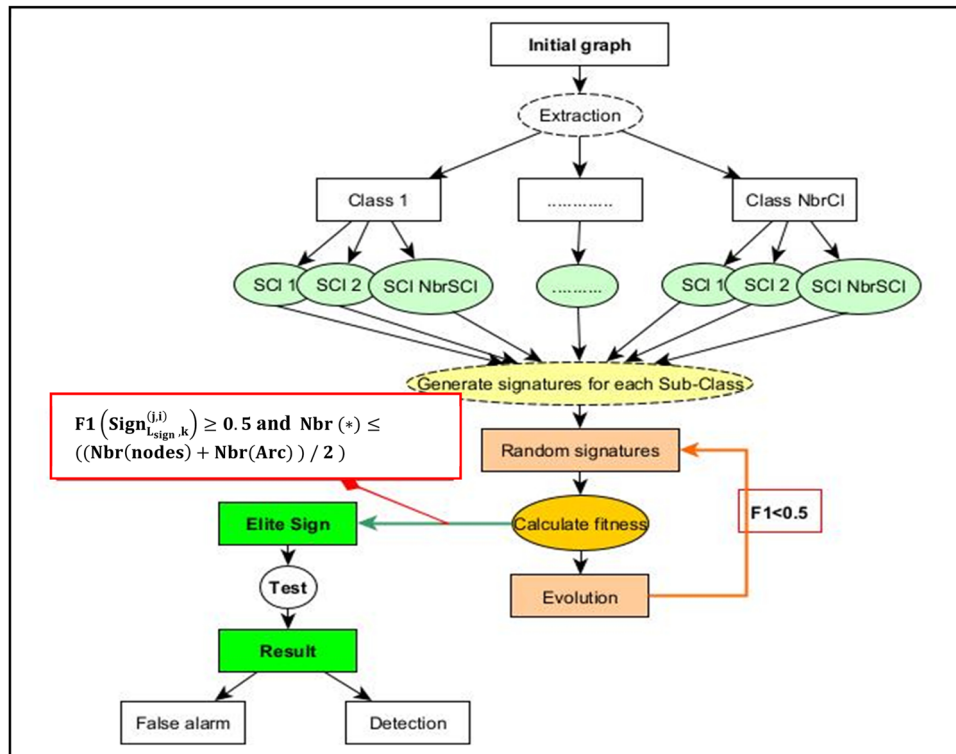 Initial graph
Extraction
Class 1
.............
Class NbrCl
SCl 1
SCl 2
SCl NbrSCl
..........
SCl 1
SCl 2
SCl NbrSCl
Generate signatures for each Sub-Class
F1 (Sign_{L_{sign},k}^{(j,i)}) ≥ 0.5 and Nbr (*) ≤
((Nbr(nodes) + Nbr(Arc) ) / 2 )
Random signatures
Elite Sign
Calculate fitness
F1<0.5
Test
Evolution
Result
False alarm
Detection